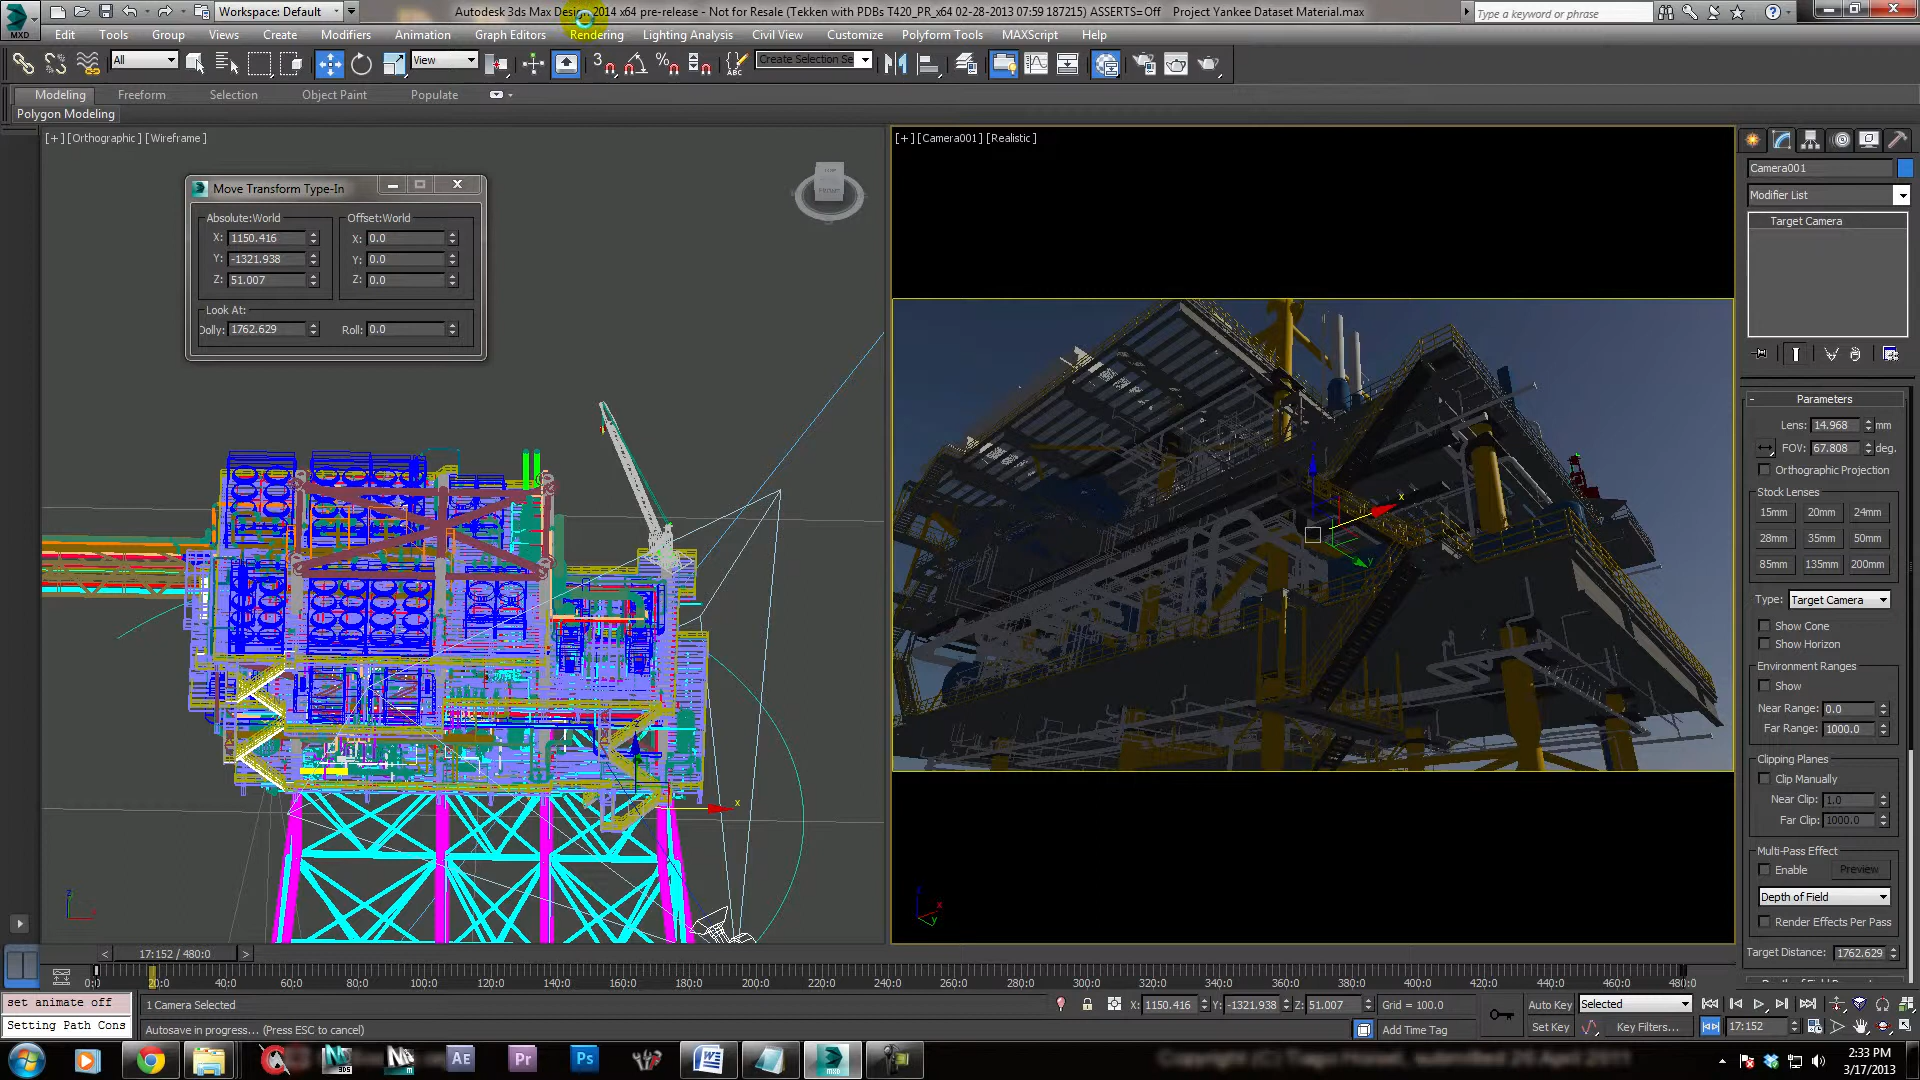 Workspace: Default
Autodesk 3ds Max Design 2014 x64 pre-release - Not for Resale (Tekken with PDBs T420_PR_x64 02-28-2013 07:59 187215) ASSERTS=Off Project Yankee Dataset Material.max
Type a keyword or phrase
MXD
Edit Tools Group Views Create Modifiers Animation Graph Editors Rendering Lighting Analysis Civil View Customize Polyform Tools MAXScript Help
All View 3 Create Selection Se
Modeling Freeform Selection Object Paint Populate
Polygon Modeling
[+] [Orthographic] [Wireframe]
[+] [Camera001] [Realistic]
Move Transform Type-In
Absolute:World Offset:World
X: 1150.416 X: 0.0
Y: -1321.938 Y: 0.0
Z: 51.007 Z: 0.0
Look At:
Dolly: 1762.629 Roll: 0.0
FRONT
x
x
y
z
x
y
Camera001
Modifier List
Target Camera
- Parameters
Lens: 14.968 mm
FOV: 67.808 deg.
Orthographic Projection
Stock Lenses
15mm 20mm 24mm
28mm 35mm 50mm
85mm 135mm 200mm
Type: Target Camera
Show Cone
Show Horizon
Environment Ranges
Show
Near Range: 0.0
Far Range: 1000.0
Clipping Planes
Clip Manually
Near Clip: 1.0
Far Clip: 1000.0
Multi-Pass Effect
Enable Preview
Depth of Field
Render Effects Per Pass
Target Distance: 1762.629
< 17:152 / 480:0 >
0:0 20:0 40:0 60:0 80:0 100:0 120:0 140:0 160:0 180:0 200:0 220:0 240:0 260:0 280:0 300:0 320:0 340:0 360:0 380:0 400:0 420:0 440:0 460:0 480:0
set animate off
Setting Path Cons
1 Camera Selected
Autosave in progress... (Press ESC to cancel)
X: 1150.416 Y: -1321.938 Z: 51.007 Grid = 100.0
Add Time Tag
Auto Key Selected
Set Key Key Filters...
17:152
AE Pr Ps W MXD
2:33 PM
3/17/2013